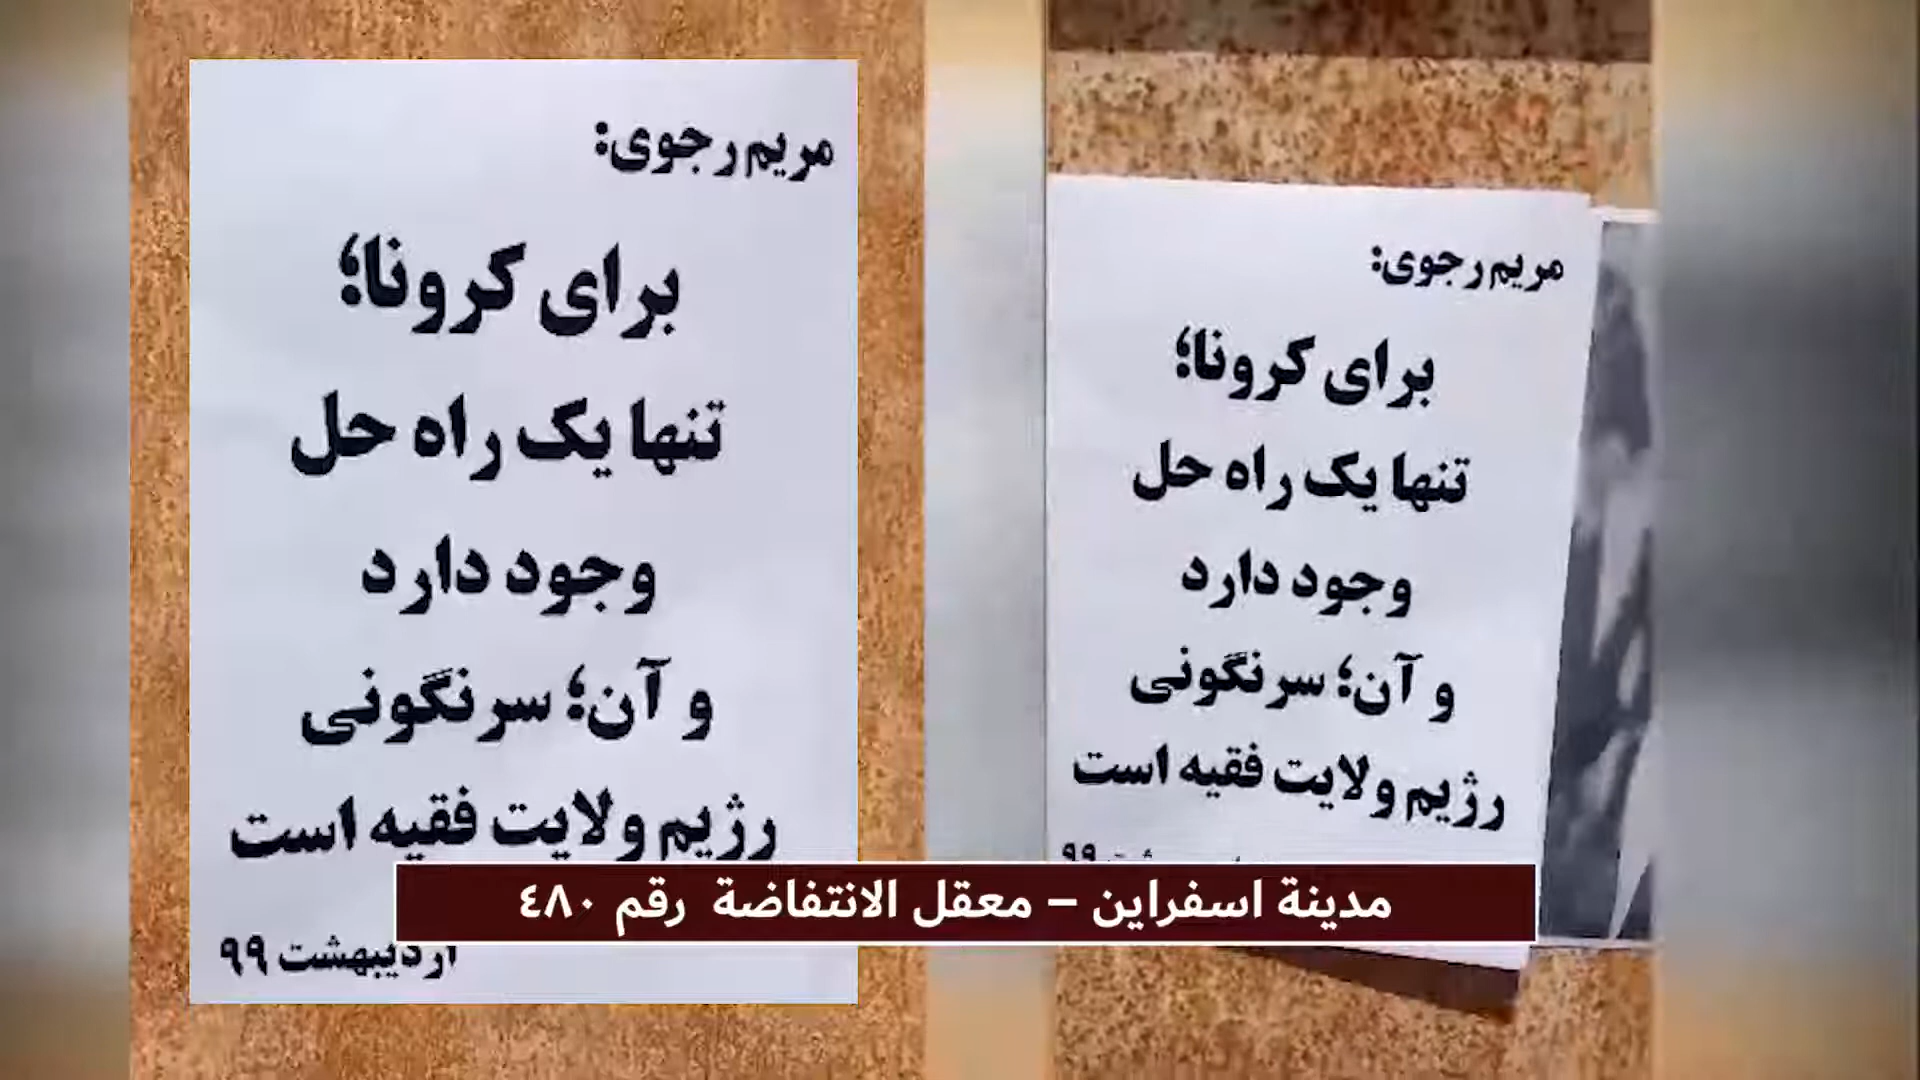 مریم رجوی:
برای کرونا؛
تنها یک راه حل
وجود دارد
و آن؛ سرنگونی
رژیم ولایت فقیه است
اردیبهشت ۹۹
مریم رجوی:
برای کرونا؛
تنها یک راه حل
وجود دارد
و آن؛ سرنگونی
رژیم ولایت فقیه است
۹۹
مدينة اسفراين – معقل الانتفاضة رقم ٤٨٠